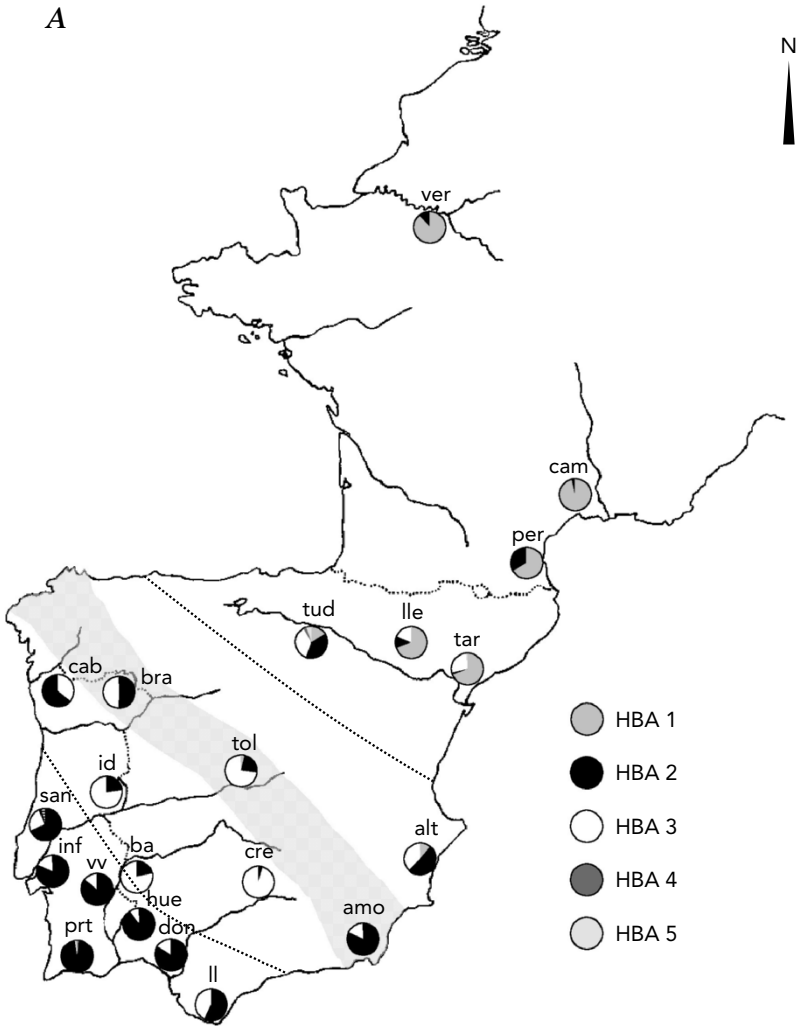 A
N
ver
cam
per
tud
lle
tar
cab
bra
HBA 1
tol
id
HBA 2
san
alt
HBA 3
inf
vv
ba
cre
HBA 4
hue
amo
prt
don
HBA 5
ll